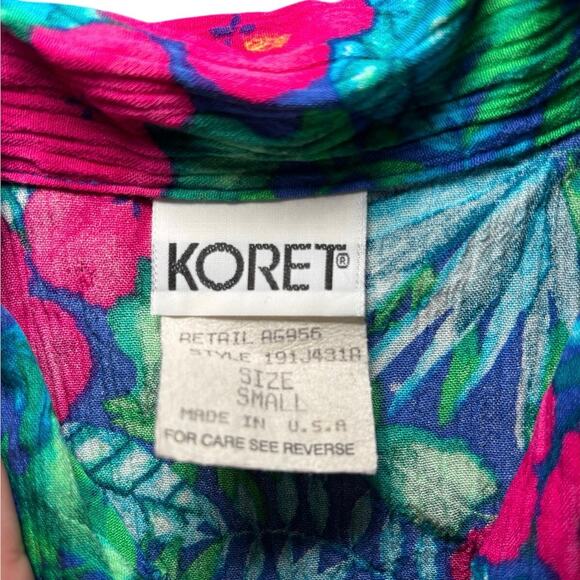 KORET®
RETAIL AG956
STYLE 191J431A
SIZE
SMALL
MADE IN U.S.A
FOR CARE SEE REVERSE